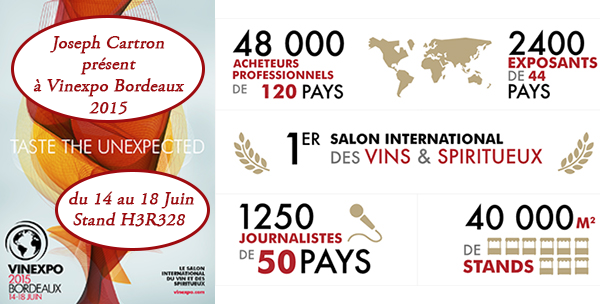 Joseph Cartron
présent
à Vinexpo Bordeaux
2015
TASTE THE UNEXPECTED
du 14 au 18 Juin
Stand H3R328
VINEXPO
2015
BORDEAUX
14-18 JUIN
LE SALON
INTERNATIONAL
DU VIN ET DES
SPIRITUEUX
vinexpo.com
48 000
ACHETEURS
PROFESSIONNELS
DE 120 PAYS
2400
EXPOSANTS
DE 44
PAYS
1ER SALON INTERNATIONAL
DES VINS & SPIRITUEUX
1250
JOURNALISTES
DE 50 PAYS
40 000 M²
DE
STANDS